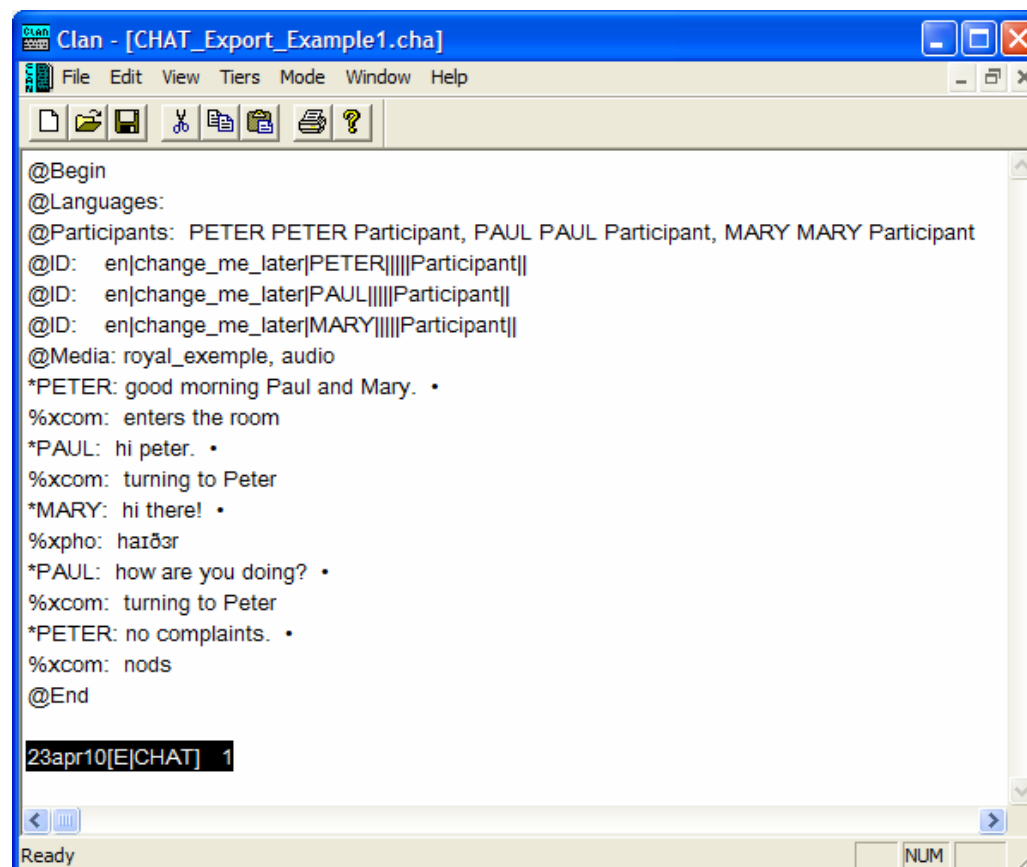 Clan - [CHAT_Export_Example1.cha]
File Edit View Tiers Mode Window Help
@Begin
@Languages:
@Participants: PETER PETER Participant, PAUL PAUL Participant, MARY MARY Participant
@ID: en|change_me_later|PETER|||||Participant||
@ID: en|change_me_later|PAUL|||||Participant||
@ID: en|change_me_later|MARY|||||Participant||
@Media: royal_exemple, audio
*PETER: good morning Paul and Mary. •
%xcom: enters the room
*PAUL: hi peter. •
%xcom: turning to Peter
*MARY: hi there! •
%xpho: haɪðɜr
*PAUL: how are you doing? •
%xcom: turning to Peter
*PETER: no complaints. •
%xcom: nods
@End
23apr10[E|CHAT] 1
Ready NUM